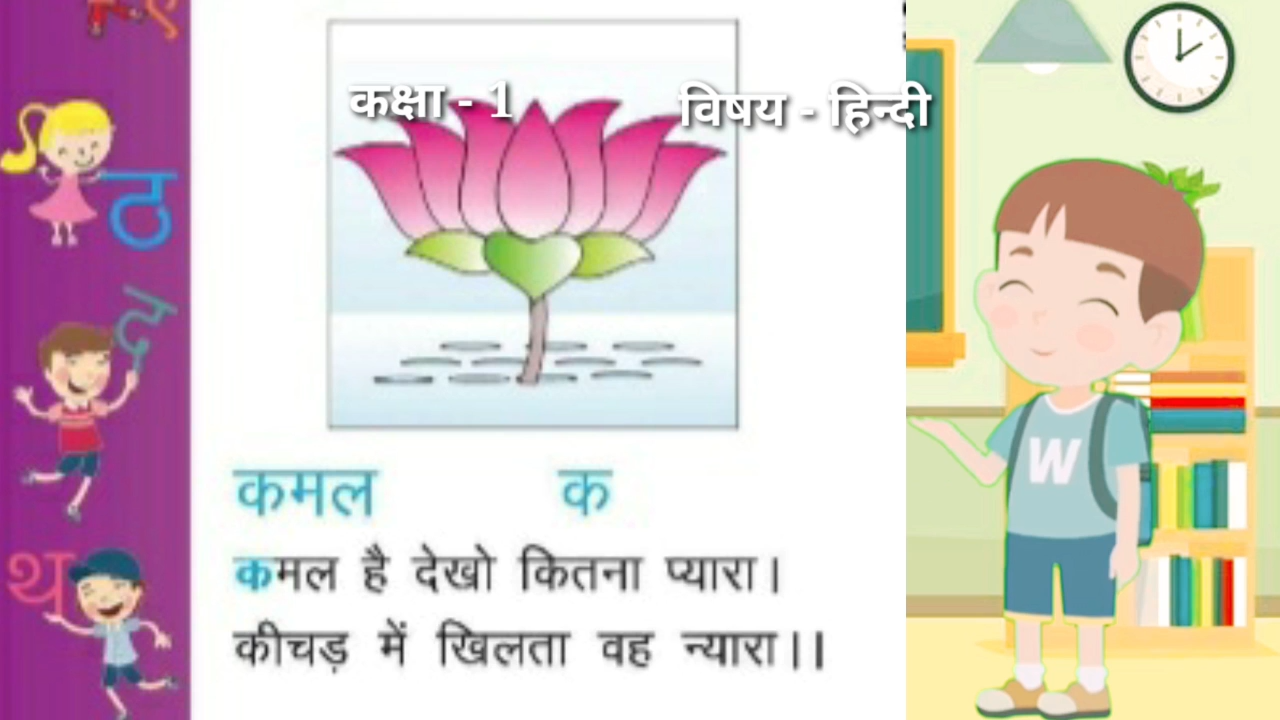 कक्षा - 1
विषय - हिन्दी
ठ
थ
W
कमल
क
कमल है देखो कितना प्यारा।
कीचड़ में खिलता वह न्यारा।।